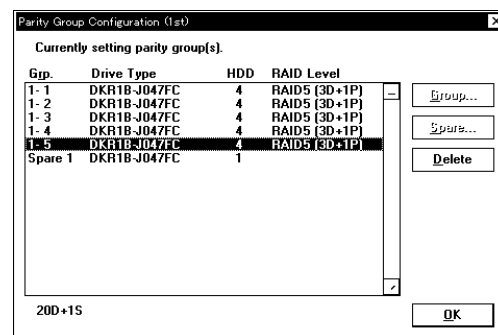 Parity Group Configuration (1st)
Currently setting parity group(s).
Grp. Drive Type HDD RAID Level
1- 1 DKR1B-J047FC 4 RAID5 (3D+1P)
1- 2 DKR1B-J047FC 4 RAID5 (3D+1P)
1- 3 DKR1B-J047FC 4 RAID5 (3D+1P)
1- 4 DKR1B-J047FC 4 RAID5 (3D+1P)
1- 5 DKR1B-J047FC 4 RAID5 (3D+1P)
Spare 1 DKR1B-J047FC 1
Group...
Spare...
Delete
20D+1S
OK